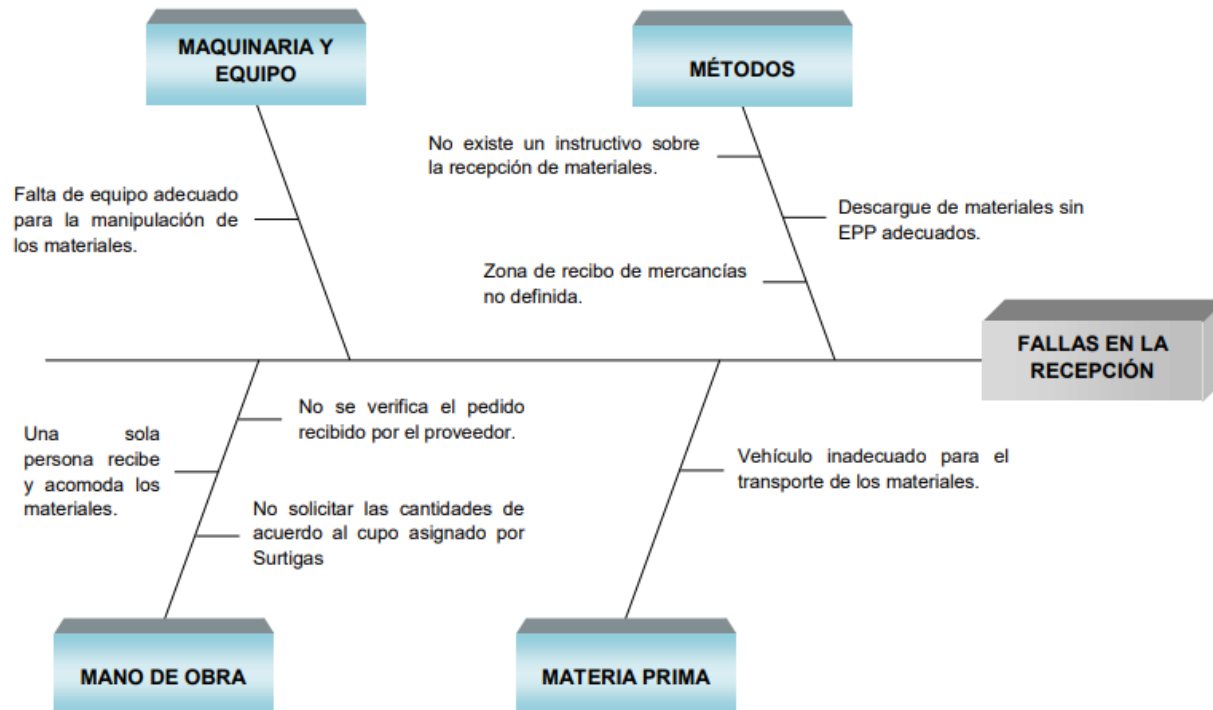 MAQUINARIA Y
EQUIPO
MÉTODOS
No existe un instructivo sobre
la recepción de materiales.
Falta de equipo adecuado
para la manipulación de
los materiales.
Descargue de materiales sin
EPP adecuados.
Zona de recibo de mercancías
no definida.
FALLAS EN LA
RECEPCIÓN
No se verifica el pedido
recibido por el proveedor.
Una sola
persona recibe
y acomoda los
materiales.
Vehículo inadecuado para el
transporte de los materiales.
No solicitar las cantidades de
acuerdo al cupo asignado por
Surtigas
MANO DE OBRA
MATERIA PRIMA